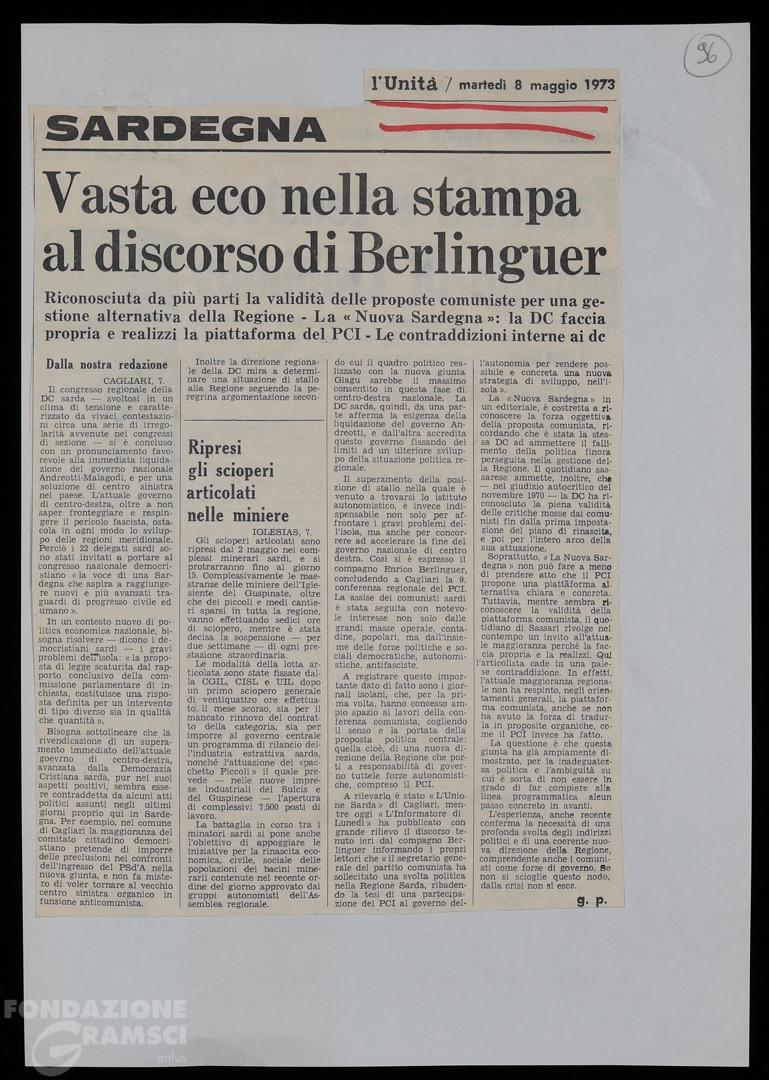 96
l'Unità / martedì 8 maggio 1973
SARDEGNA
Vasta eco nella stampa
al discorso di Berlinguer
Riconosciuta da più parti la validità delle proposte comuniste per una ge-
stione alternativa della Regione - La « Nuova Sardegna »: la DC faccia
propria e realizzi la piattaforma del PCI - Le contraddizioni interne ai dc
Dalla nostra redazione
CAGLIARI, 7.
Il congresso regionale della
DC sarda — svoltosi in un
clima di tensione e caratte-
rizzato da vivaci contestazio-
ni circa una serie di irrego-
larità avvenute nei congressi
di sezione — si è concluso
con un pronunciamento favo-
revole alla immediata liquida-
zione del governo nazionale
Andreotti-Malagodi, e per una
soluzione di centro sinistra
nel paese. L'attuale governo
di centro-destra, oltre a non
saper fronteggiare e respin-
gere il pericolo fascista, osta-
cola in ogni modo lo svilup-
po delle regioni meridionali.
Perciò i 22 delegati sardi so-
no stati invitati a portare al
congresso nazionale democri-
stiano « la voce di una Sar-
degna che aspira a raggiunge-
re nuovi e più avanzati tra-
guardi di progresso civile ed
umano ».
In un contesto nuovo di po-
litica economica nazionale, bi-
sogna risolvere — dicono i de-
mocristiani sardi — i gravi
problemi dell'isola: « la propo-
sta di legge scaturita dal rap-
porto conclusivo della com-
missione parlamentare di in-
chiesta, costituisce una rispo-
sta definita per un intervento
di tipo diverso sia in qualità
che quantità ».
Bisogna sottolineare che la
rivendicazione di un supera-
mento immediato dell'attuale
goevrno di centro-destra,
avanzata dalla Democrazia
Cristiana sarda, pur nei suoi
aspetti positivi, sembra esse-
re contraddetta da alcuni atti
politici assunti negli ultimi
giorni proprio qui in Sarde-
gna. Per esempio, nel comune
di Cagliari la maggioranza del
comitato cittadino democri-
stiano pretende di imporre
delle preclusioni nei confronti
dell'ingresso del PSd'A nella
nuova giunta, e non fa miste-
ro di voler tornare al vecchio
centro sinistra organico in
funzione anticomunista.
Inoltre la direzione regiona-
le della DC mira a determi-
nare una situazione di stallo
alla Regione seguendo la pe-
regrina argomentazione secon-
Ripresi
gli scioperi
articolati
nelle miniere
IGLESIAS, 7.
Gli scioperi articolati sono
ripresi dal 2 maggio nei com-
plessi minerari sardi, e si
protrarranno fino al giorno
15. Complessivamente le mae-
stranze delle miniere dell'Igle-
siente del Guspinate, oltre
che dei piccoli e medi cantie-
ri sparsi in tutta la regione,
vanno effettuando sedici ore
di sciopero, mentre è stata
decisa la sospensione — per
due settimane — di ogni pre-
stazione straordinaria.
Le modalità della lotta ar-
ticolata sono state fissate dal-
la CGIL, CISL e UIL dopo
un primo sciopero generale
di ventiquattro ore effettua-
to, il mese scorso, sia per il
mancato rinnovo del contrat-
to della categoria, sia per
imporre al governo centrale
un programma di rilancio del-
l'industria estrattiva sarda,
nonché l'attuazione del «pac-
chetto Piccoli» il quale pre-
vede — nelle nuove impre-
se industriali del Sulcis e
del Guspinese — l'apertura
di complessivi 7.500 posti di
lavoro.
La battaglia in corso tra i
minatori sardi si pone anche
l'obiettivo di appoggiare le
iniziative per la rinascita eco-
nomica, civile, sociale delle
popolazioni dei bacini mine-
rari contenute nel recente or-
dine del giorno approvato dai
gruppi autonomisti dell'As-
semblea regionale.
do cui il quadro politico rea-
lizzato con la nuova giunta
Giagu sarebbe il massimo
consentito in questa fase di
centro-destra nazionale. La
DC sarda, quindi, da una par-
te afferma la esigenza della
liquidazione del governo An-
dreotti, e dall'altra accredita
questo governo fissando dei
limiti ad un ulteriore svilup-
po della situazione politica re-
gionale.
Il superamento della posi-
zione di stallo nella quale è
venuto a trovarsi lo istituto
autonomistico, è invece indi-
spensabile non solo per af-
frontare i gravi problemi del-
l'isola, ma anche per concor-
rere ad accelerare la fine del
governo nazionale di centro
destra. Così si è espresso il
compagno Enrico Berlinguer,
concludendo a Cagliari la 9.
conferenza regionale del PCI.
La assise dei comunisti sardi
è stata seguita con notevo-
le interesse non solo dalle
grandi masse operaie, conta-
dine, popolari, ma dall'insie-
me delle forze politiche e so-
ciali democratiche, autonomi-
stiche, antifasciste.
A registrare questo impor-
tante dato di fatto sono i gior-
nali isolani, che, per la pri-
ma volta, hanno concesso am-
pio spazio ai lavori della con-
ferenza comunista, cogliendo
il senso e la portata della
proposta politica centrale:
quella cioè, di una nuova di-
rezione della Regione che por-
ti a responsabilità di gover-
no tuttele forze autonomisti-
che, compreso il PCI.
A rilevarlo è stato « L'Unio-
ne Sarda » di Cagliari, men-
tre oggi « L'Informatore di
Lunedì » ha pubblicato con
grande rilievo il discorso te-
nuto ieri dal compagno Ber-
linguer informando i propri
lettori che « il segretario gene-
rale del partito comunista ha
sollecitato una svolta politica
nella Regione Sarda, ribaden-
do la tesi di una partecipa-
zione del PCI al governo del-
l'autonomia per rendere pos-
sibile e concreta una nuova
strategia di sviluppo, nell'i-
sola ».
La « Nuova Sardegna » in
un editoriale, è costretta a ri-
conoscere la forza oggettiva
della proposta comunista, ri-
cordando che è stata la stes-
sa DC ad ammettere il falli-
mento della politica finora
perseguita nella gestione del-
la Regione. Il quotidiano sas-
sarese ammette, inoltre, che
— nel giudizio autocritico del
novembre 1970 — la DC ha ri-
conosciuto la piena validità
delle critiche mosse dai comu-
nisti fin dalla prima imposta-
zione del piano di rinascita,
e poi per l'intero arco della
sua attuazione.
Soprattutto, « La Nuova Sar-
degna » non può fare a meno
di prendere atto che il PCI
propone una piattaforma al-
ternativa chiara e concreta.
Tuttavia, mentre sembra ri-
conoscere la validità della
piattaforma comunista, il quo-
tidiano di Sassari rivolge nel
contempo un invito all'attua-
le maggioranza perché la fac-
cia propria e la realizzi. Qui
l'articolista cade in una pale-
se contraddizione. In effetti,
l'attuale maggioranza regiona-
le non ha respinto, negli orien-
tamenti generali, la piattafor-
ma comunista, anche se non
ha avuto la forza di tradur-
la in proposte organiche, co-
me il PCI invece ha fatto.
La questione è che questa
giunta ha già ampiamente di-
mostrato, per la inadeguatez-
za politica e l'ambiguità su
cui è sorta di non essere in
grado di far compiere alla
linea programmatica alcun
passo concreto in avanti.
L'esperienza, anche recente
conferma la necessità di una
profonda svolta degli indirizzi
politici e di una coerente nuo-
va direzione della Regione,
comprendente anche i comuni-
sti come forze di governo. Se
non si scioglie questo nodo,
dalla crisi non si esce.
g. p.
FONDAZIONE
GRAMSCI
onlus